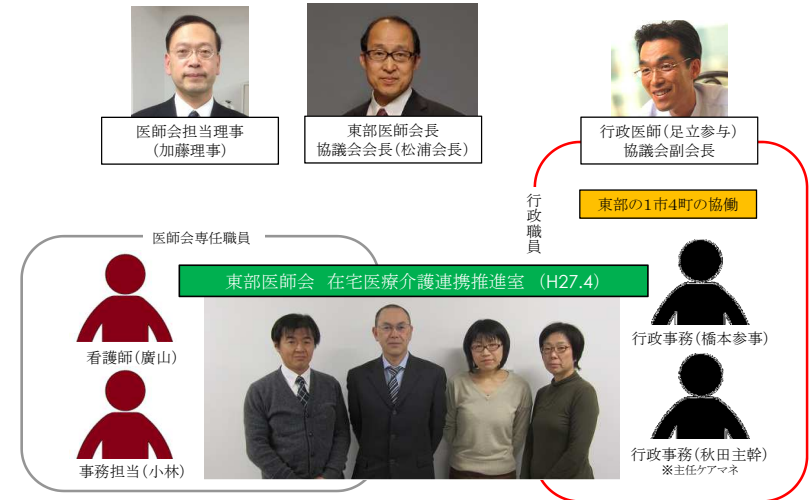 医師会担当理事
(加藤理事)
東部医師会長
協議会会長(松浦会長)
行政医師(足立参与)
協議会副会長
行政職員
東部の1市4町の協働
医師会専任職員
東部医師会 在宅医療介護連携推進室 (H27.4)
看護師(廣山)
行政事務(橋本参事)
事務担当(小林)
行政事務(秋田主幹)
※主任ケアマネ